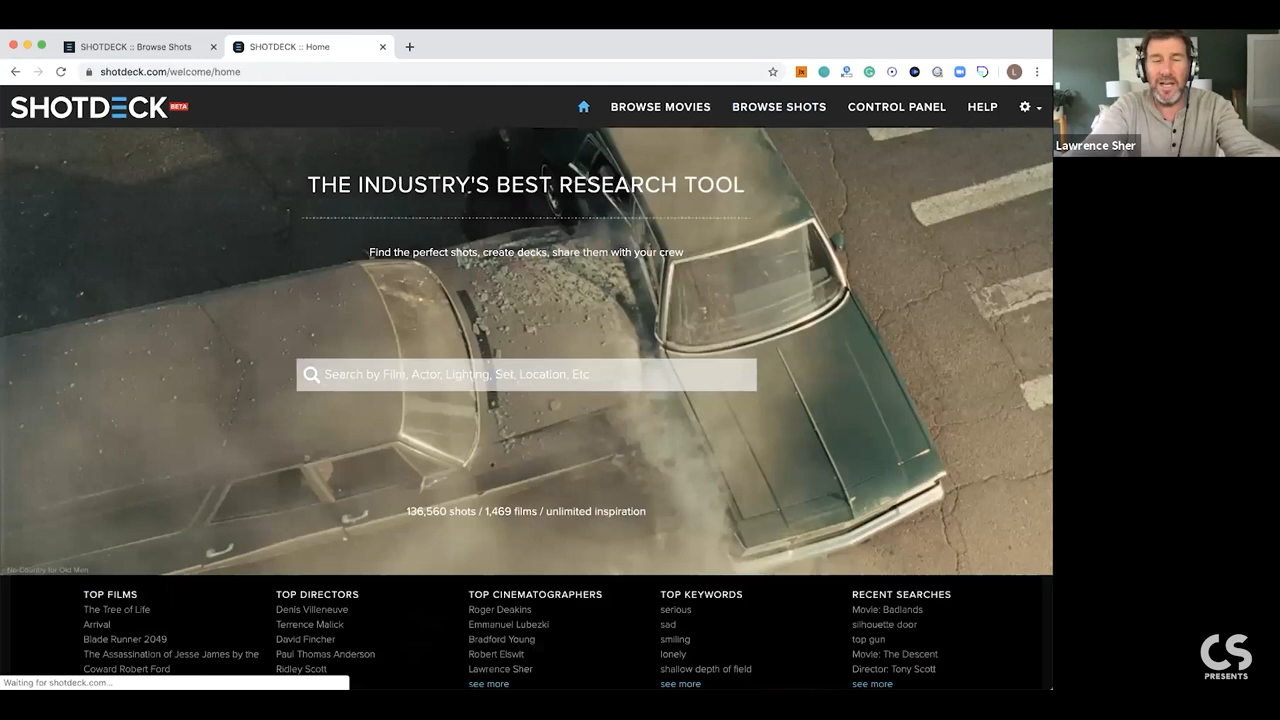 SHOTDECK :: Browse Shots
SHOTDECK :: Home
shotdeck.com/welcome/home
L
SHOTDECK BETA
BROWSE MOVIES
BROWSE SHOTS
CONTROL PANEL
HELP
Lawrence Sher
THE INDUSTRY'S BEST RESEARCH TOOL
Find the perfect shots, create decks, share them with your crew
Search by Film, Actor, Lighting, Set, Location, Etc
136,560 shots / 1,469 films / unlimited inspiration
No Country for Old Men
TOP FILMS
The Tree of Life
Arrival
Blade Runner 2049
The Assassination of Jesse James by the
Coward Robert Ford
TOP DIRECTORS
Denis Villeneuve
Terrence Malick
David Fincher
Paul Thomas Anderson
Ridley Scott
TOP CINEMATOGRAPHERS
Roger Deakins
Emmanuel Lubezki
Bradford Young
Robert Elswit
Lawrence Sher
see more
TOP KEYWORDS
serious
sad
smiling
lonely
shallow depth of field
see more
RECENT SEARCHES
Movie: Badlands
silhouette door
top gun
Movie: The Descent
Director: Tony Scott
see more
Waiting for shotdeck.com...
CS
PRESENTS